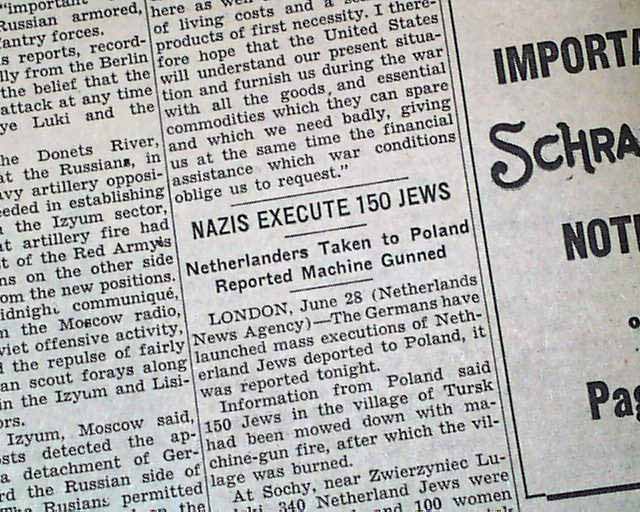 "important
Russian armored,
antry forces.
s reports, record-
lly from the Berlin
the belief that the
attack at any time
ye Luki and the
he Donets River,
at the Russians, in
vy artillery opposi-
eeded in establishing
the Izyum sector,
t artillery fire had
t of the Red Army's
ns on the other side
om the new positions.
idnight communiqué,
m the Moscow radio,
viet offensive activity,
d the repulse of fairly
an scout forays along
in the Izyum and Lisi-
ors.
Izyum, Moscow said,
sts detected the ap-
a detachment of Ger-
rd the Russian side of
The Rusians permitted
the
here as
of living costs and a
products of first necessity. I there-
fore hope that the United States
will understand our present situa-
tion and furnish us during the war
with all the goods and essential
commodities which they can spare
and which we need badly, giving
us at the same time the financial
assistance which war conditions
oblige us to request."
NAZIS EXECUTE 150 JEWS
Netherlanders Taken to Poland
Reported Machine Gunned
LONDON, June 28 (Netherlands
News Agency)—The Germans have
launched mass executions of Neth-
erland Jews deported to Poland, it
was reported tonight.
Information from Poland said
150 Jews in the village of Tursk
had been mowed down with ma-
chine-gun fire, after which the vil-
lage was burned.
At Sochy, near Zwierzyniec Lu-
340 Netherland Jews were
and 100 women
IMPORTA
SCHRA
NOTI
Pag